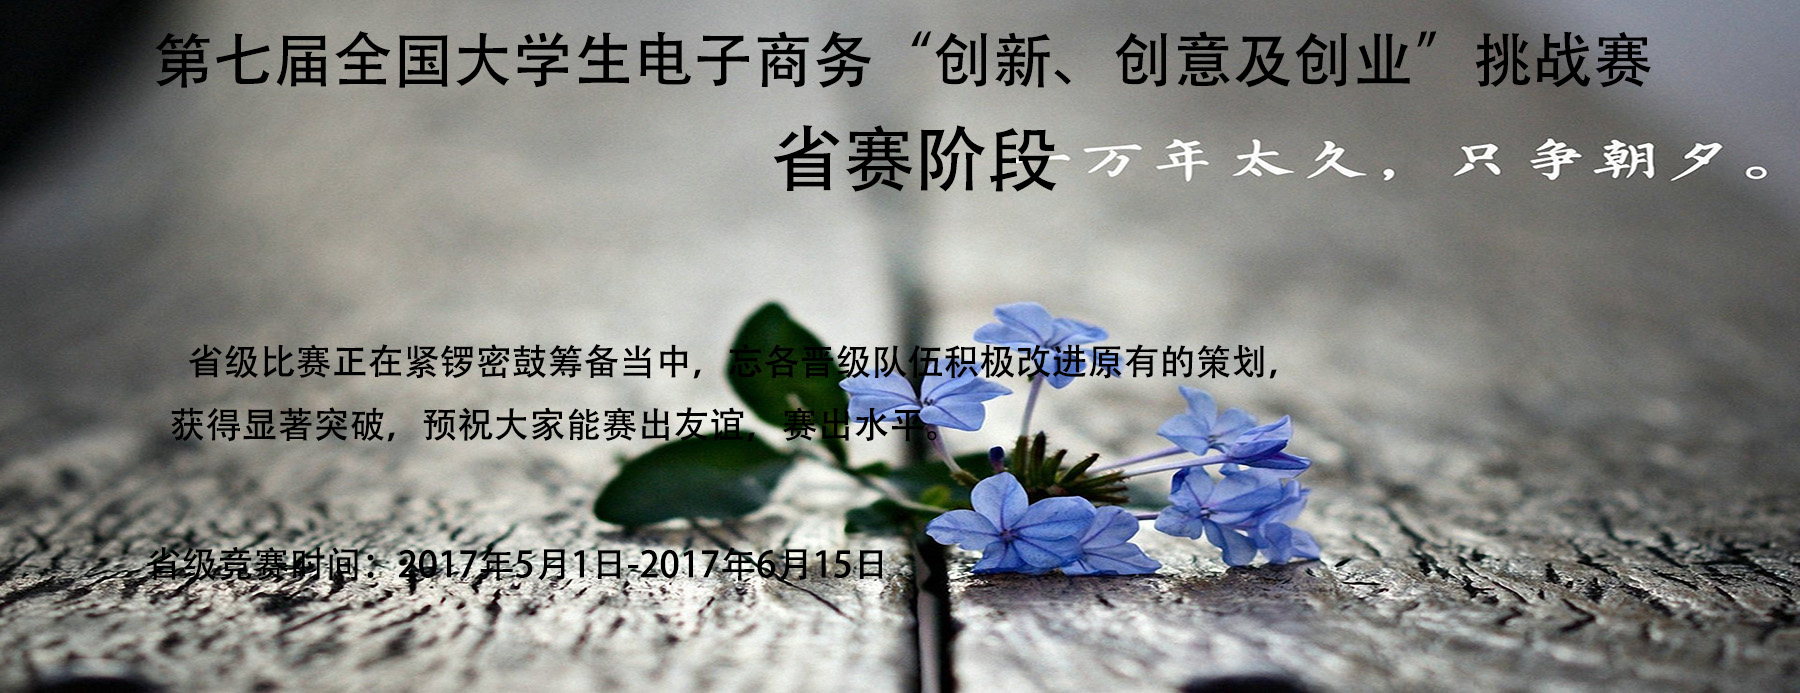 第七届全国大学生电子商务“创新、创意及创业”挑战赛
省赛阶段
一万年太久，只争朝夕。
省级比赛正在紧锣密鼓筹备当中，忘各晋级队伍积极改进原有的策划，
获得显著突破，预祝大家能赛出友谊，赛出水平。
省级竞赛时间：2017年5月1日-2017年6月15日